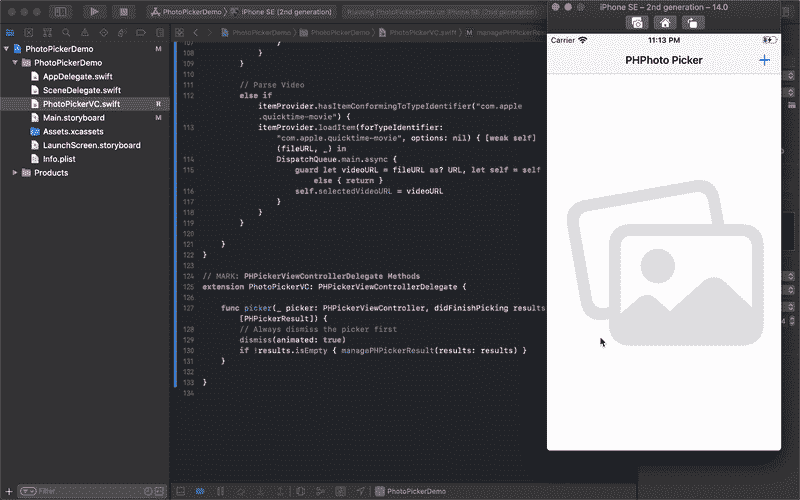 PhotoPickerDemo
iPhone SE (2nd generation)
Running PhotoPickerDemo on iPhone SE (2nd generation)
iPhone SE – 2nd generation – 14.0
PhotoPickerDemo
PhotoPickerDemo
PhotoPickerVC.swift
PhotoPickerDemo M
PhotoPickerDemo
AppDelegate.swift
SceneDelegate.swift
PhotoPickerVC.swift R
Main.storyboard M
Assets.xcassets
LaunchScreen.storyboard
Info.plist
Products
107 }
108 }
109 }
110
111 // Parse Video
112 else if
itemProvider.hasItemConformingToTypeIdentifier("com.apple
.quicktime-movie") {
113 itemProvider.loadItem(forTypeIdentifier:
"com.apple.quicktime-movie", options: nil) { [weak self]
(fileURL, _) in
114 DispatchQueue.main.async {
115 guard let videoURL = fileURL as? URL, let self = self
else { return }
116 self.selectedVideoURL = videoURL
117 }
118 }
119 }
120
121 }
122 }
123
124 // MARK: PHPickerViewControllerDelegate Methods
125 extension PhotoPickerVC: PHPickerViewControllerDelegate {
126
127 func picker(_ picker: PHPickerViewController, didFinishPicking results
[PHPickerResult]) {
128 // Always dismiss the picker first
129 dismiss(animated: true)
130 if !results.isEmpty { managePHPickerResult(results: results) }
131 }
132
133 }
134
Carrier
11:13 PM
PHPhoto Picker
+
Filter
PhotoPickerDemo